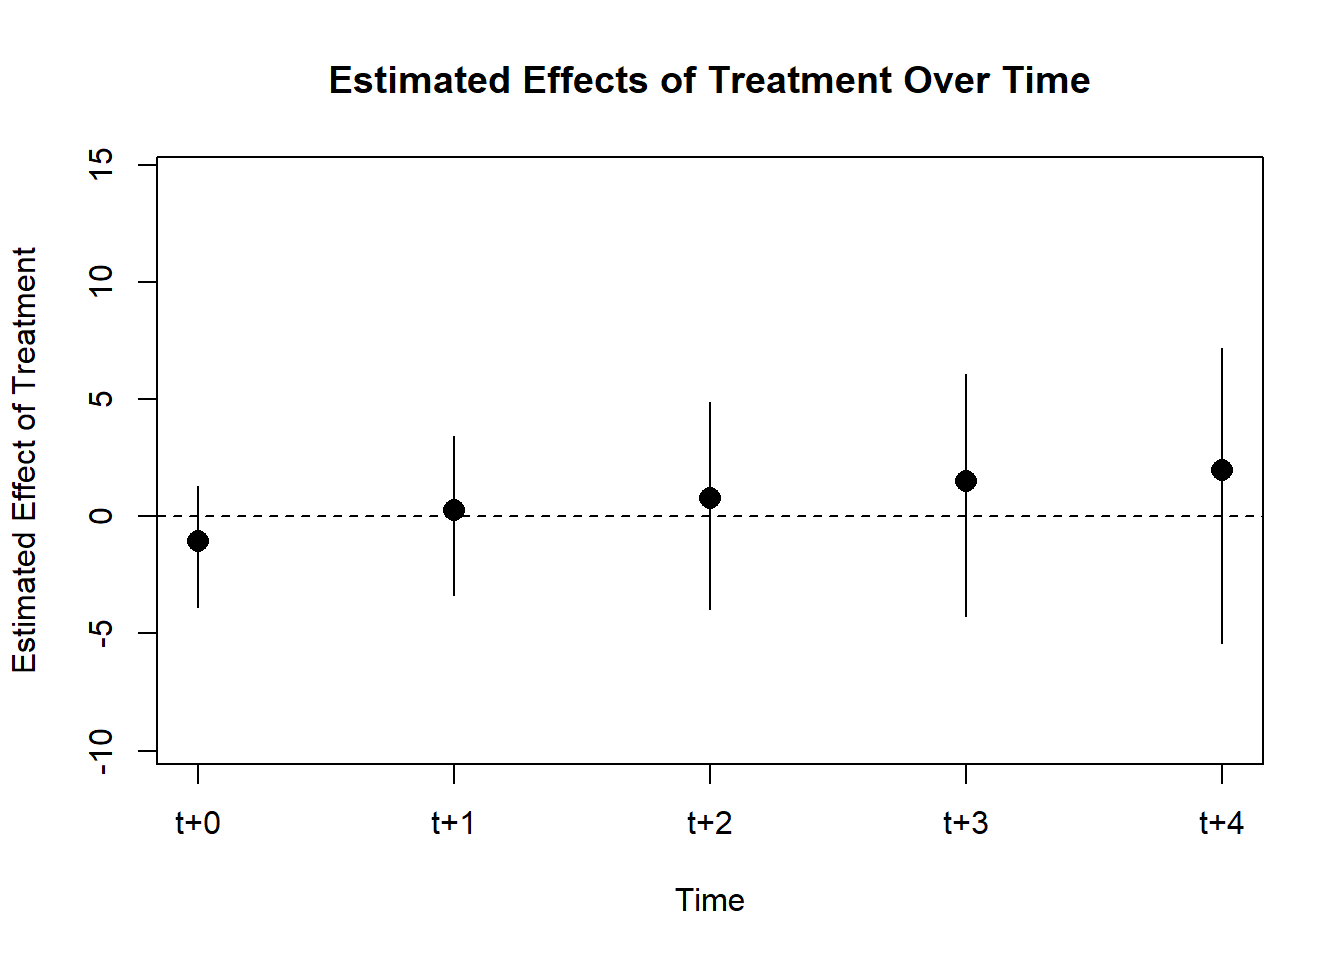 Estimated Effects of Treatment Over Time
Estimated Effect of Treatment
15
10
5
0
-5
-10
t+0 t+1 t+2 t+3 t+4
Time